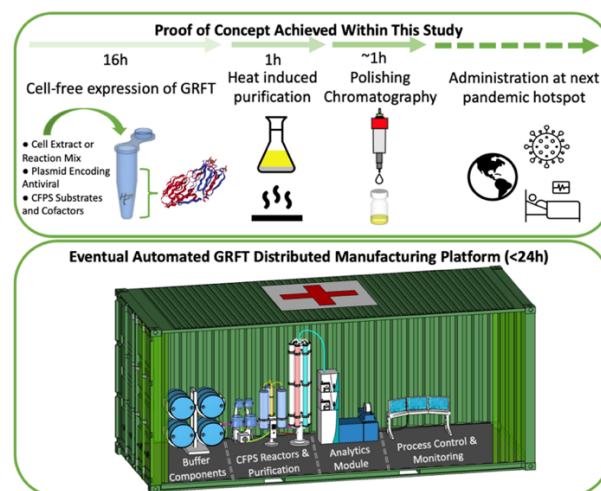 Proof of Concept Achieved Within This Study
16h
1h
~1h
Cell-free expression of GRFT
Heat induced
purification
Polishing
Chromatography
Administration at next
pandemic hotspot
● Cell Extract or
Reaction Mix
● Plasmid Encoding
Antiviral
● CFPS Substrates
and Cofactors
Eventual Automated GRFT Distributed Manufacturing Platform (<24h)
Buffer
Components
CFPS Reactors &
Purification
Analytics
Module
Process Control &
Monitoring